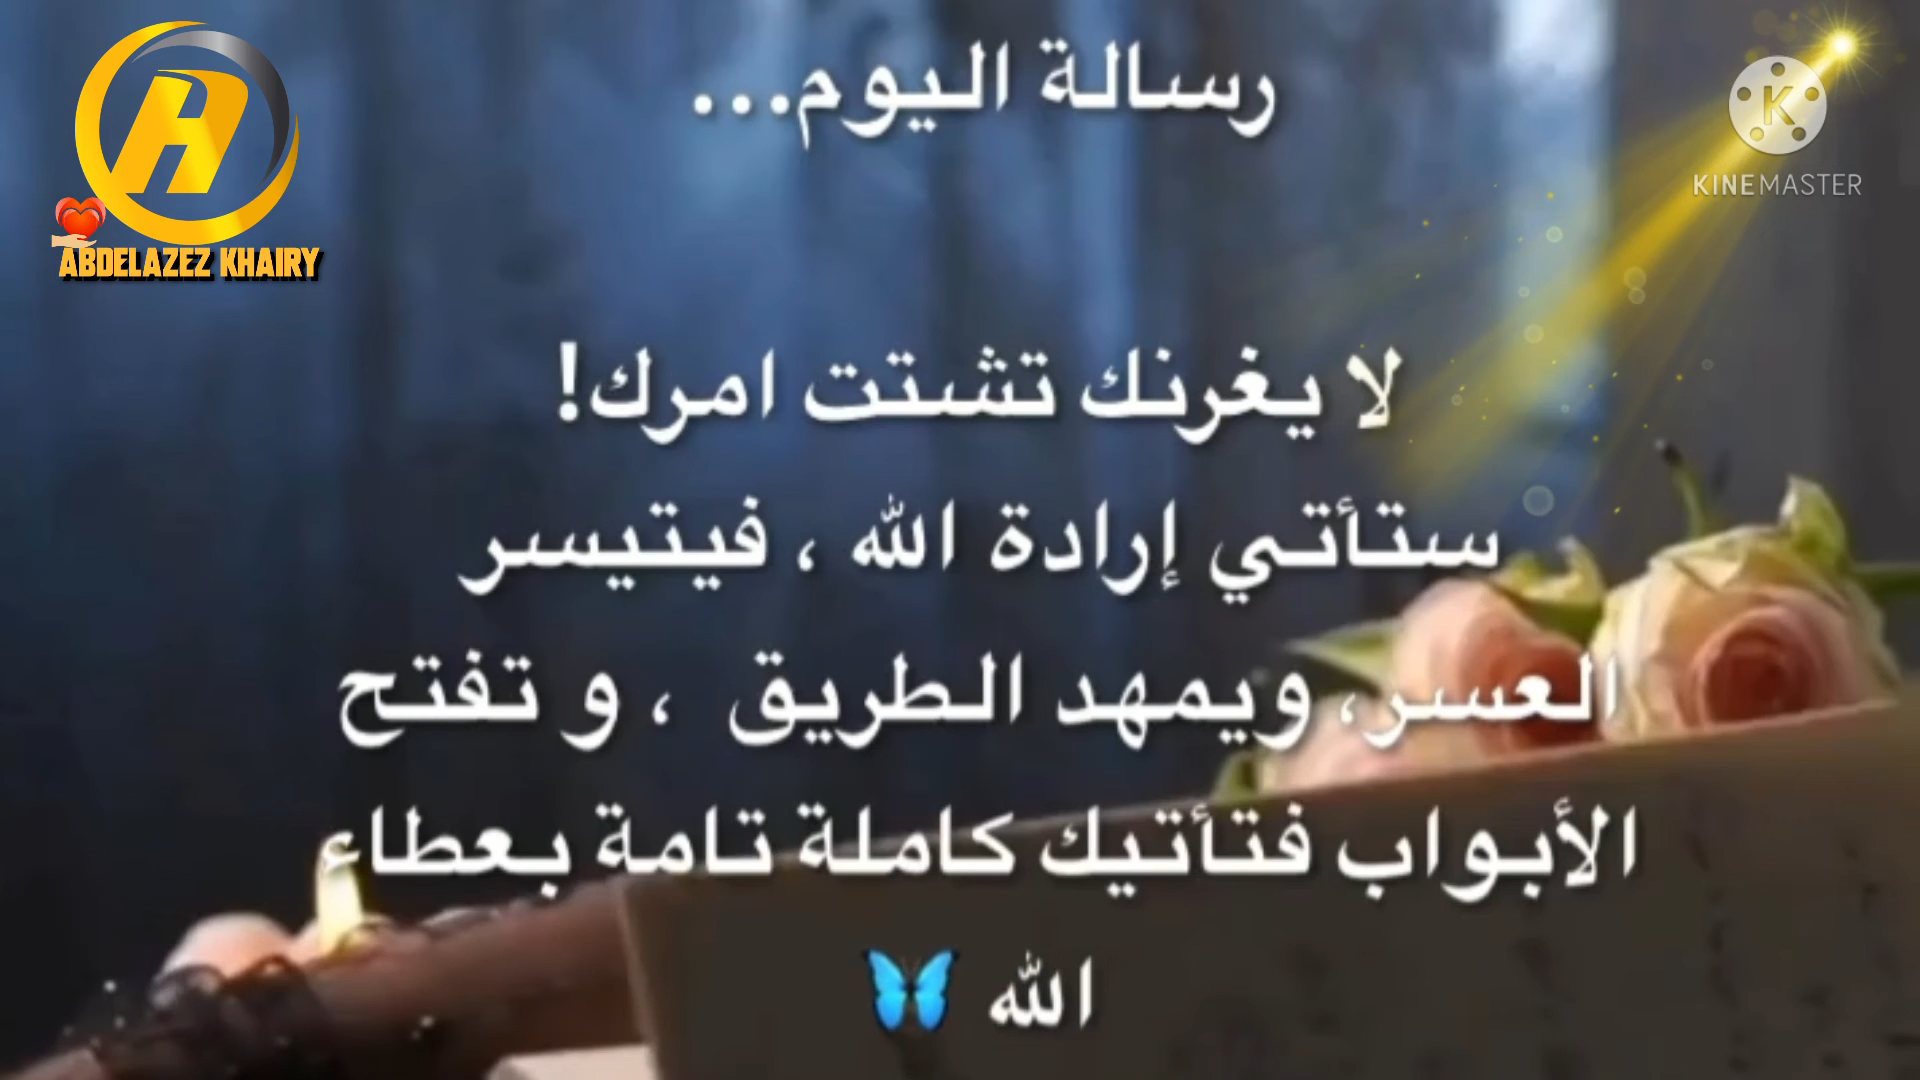 رسالة اليوم...
لا يغرنك تشتت امرك!
ستأتي إرادة الله ، فيتيسر
العسر، ويمهد الطريق ، و تفتح
الأبواب فتأتيك كاملة تامة بعطاء
الله 🦋
ABDELAZEZ KHAIRY
K
KINEMASTER